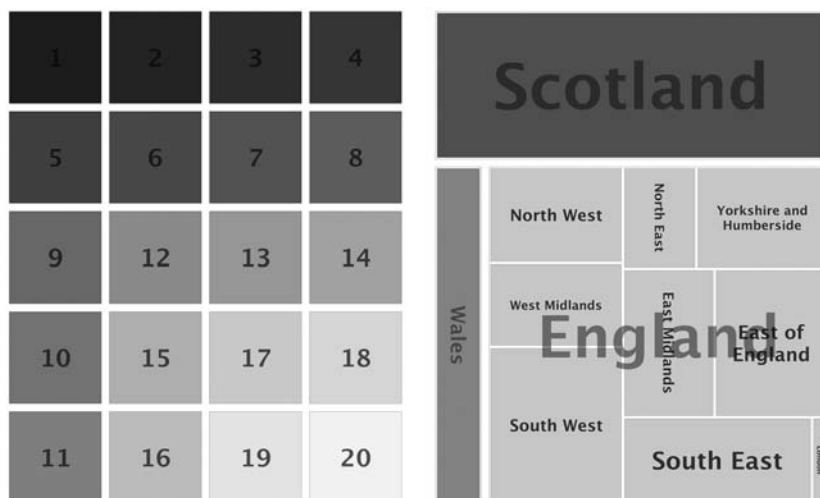 1 2 3 4
5 6 7 8
9 12 13 14
10 15 17 18
11 16 19 20
Scotland
Wales
North West
North East
Yorkshire and
Humberside
West Midlands
East Midlands
England
East of
England
South West
South East
London